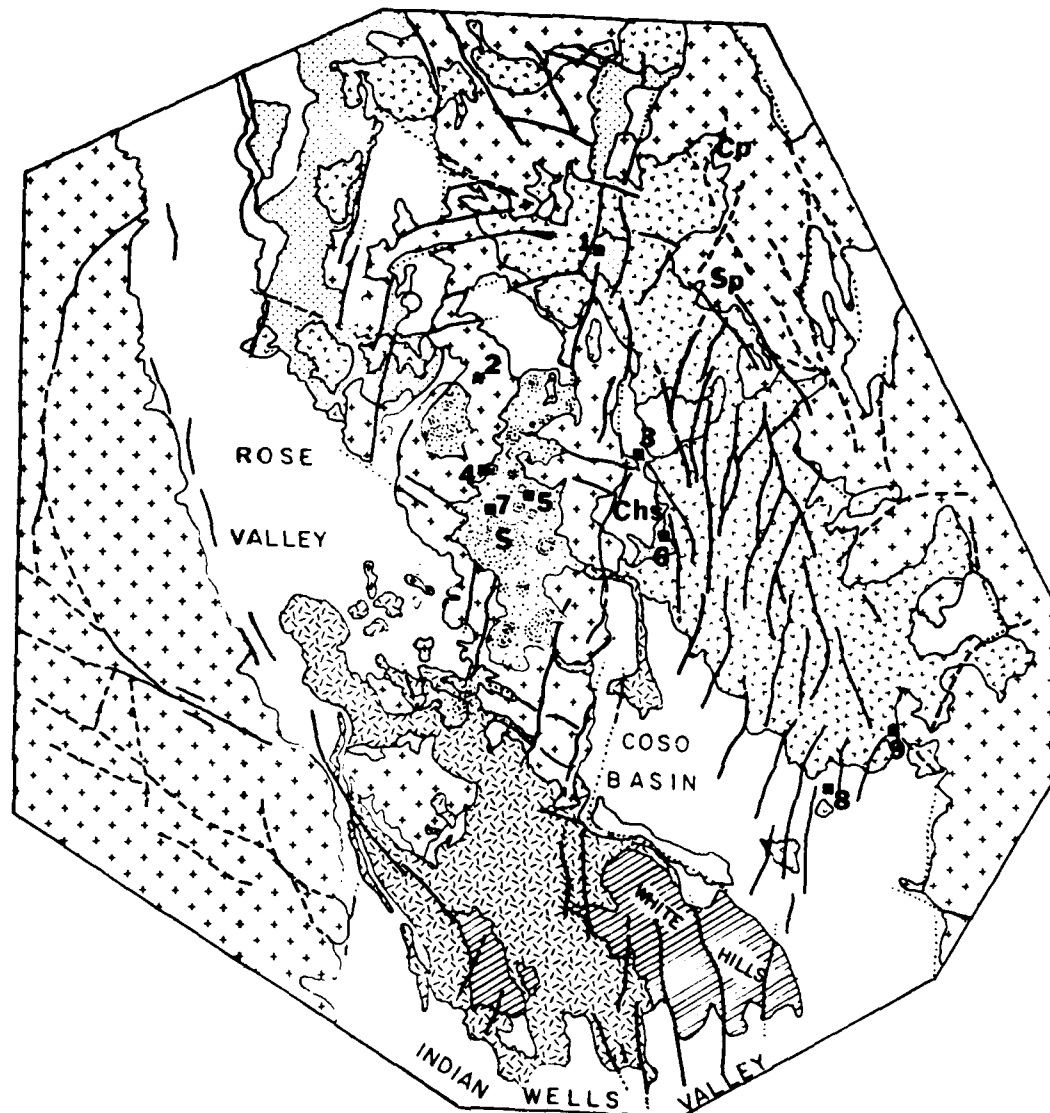 Cp
1
Sp
2
ROSE
VALLEY
3
4
5
7
Chs
S
6
COSO
BASIN
9
8
WHITE
HILLS
INDIAN WELLS VALLEY